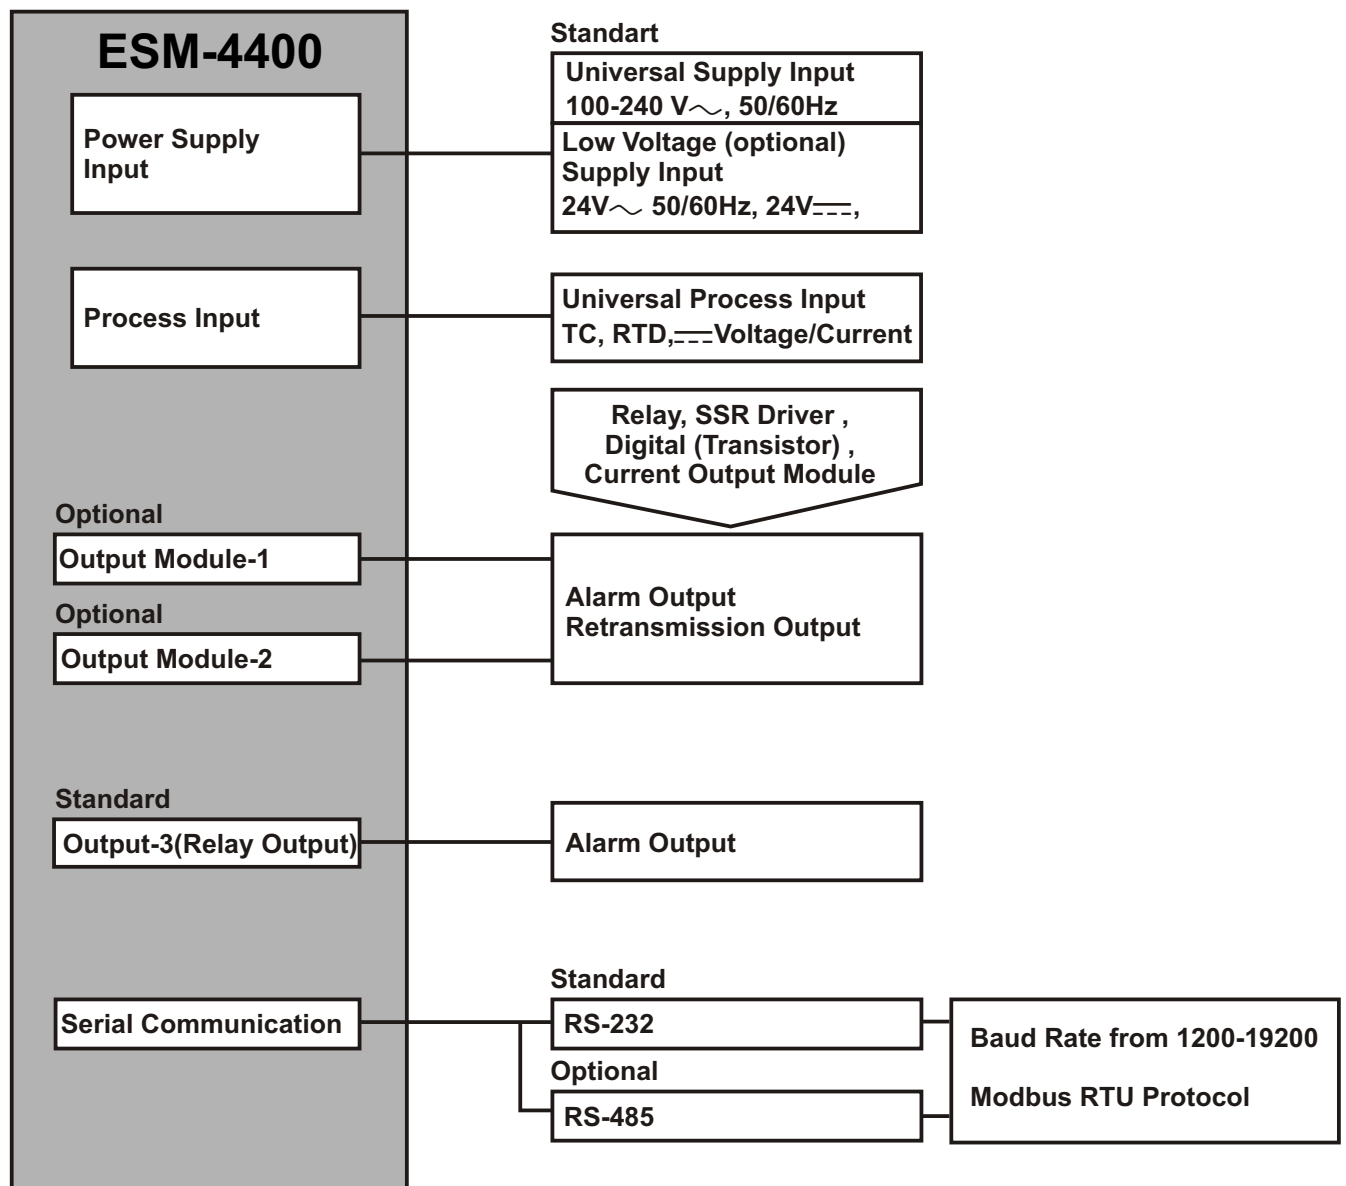 ESM-4400
Power Supply
Input
Standart
Universal Supply Input
100-240 V~, 50/60Hz
Low Voltage (optional)
Supply Input
24V~ 50/60Hz, 24V⎓,
Process Input
Universal Process Input
TC, RTD,⎓Voltage/Current
Relay, SSR Driver ,
Digital (Transistor) ,
Current Output Module
Optional
Output Module-1
Optional
Output Module-2
Alarm Output
Retransmission Output
Standard
Output-3(Relay Output)
Alarm Output
Serial Communication
Standard
RS-232
Optional
RS-485
Baud Rate from 1200-19200
Modbus RTU Protocol